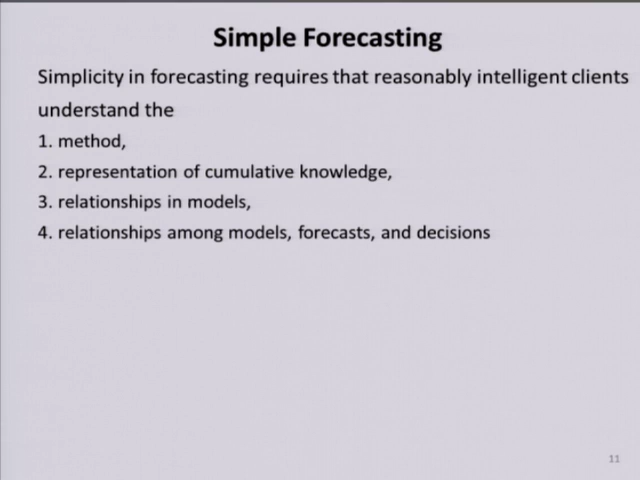 Simple Forecasting
Simplicity in forecasting requires that reasonably intelligent clients
understand the
1. method,
2. representation of cumulative knowledge,
3. relationships in models,
4. relationships among models, forecasts, and decisions
11